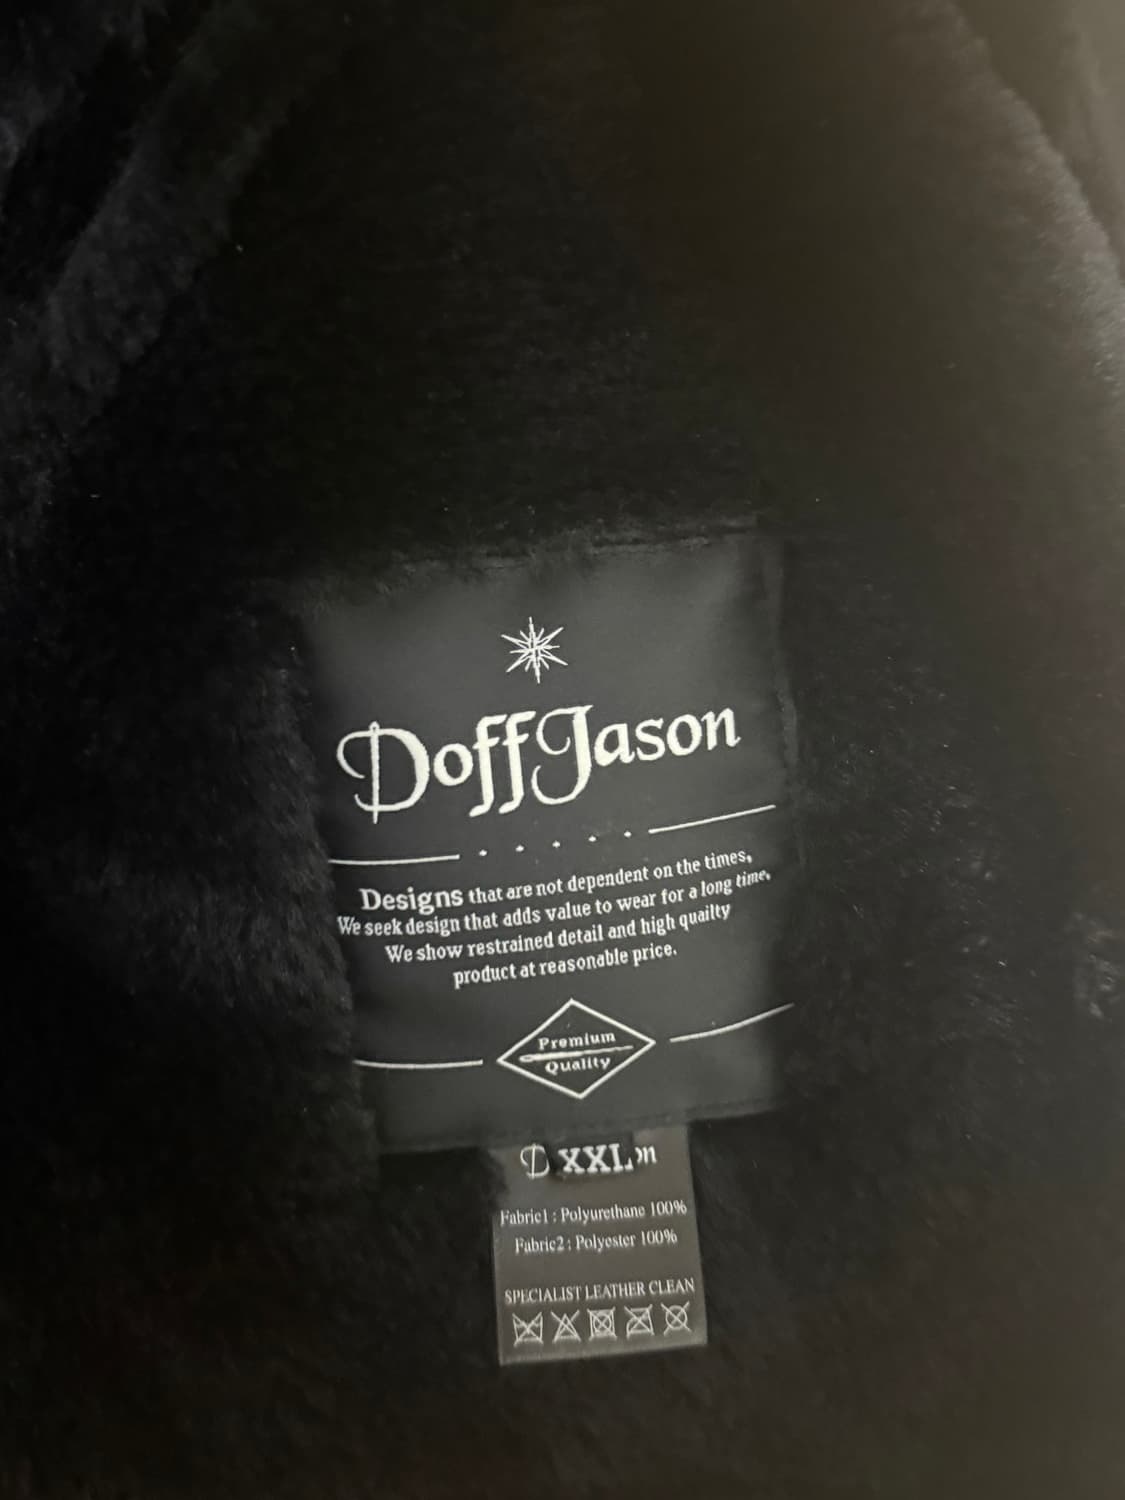 DoffJason
Designs that are not dependent on the times,
We seek design that adds value to wear for a long time,
We show restrained detail and high quailty
product at reasonable price.
Premium
Quality
D XXL on
Fabric1 : Polyurethane 100%
Fabric2 : Polyester 100%
SPECIALIST LEATHER CLEAN